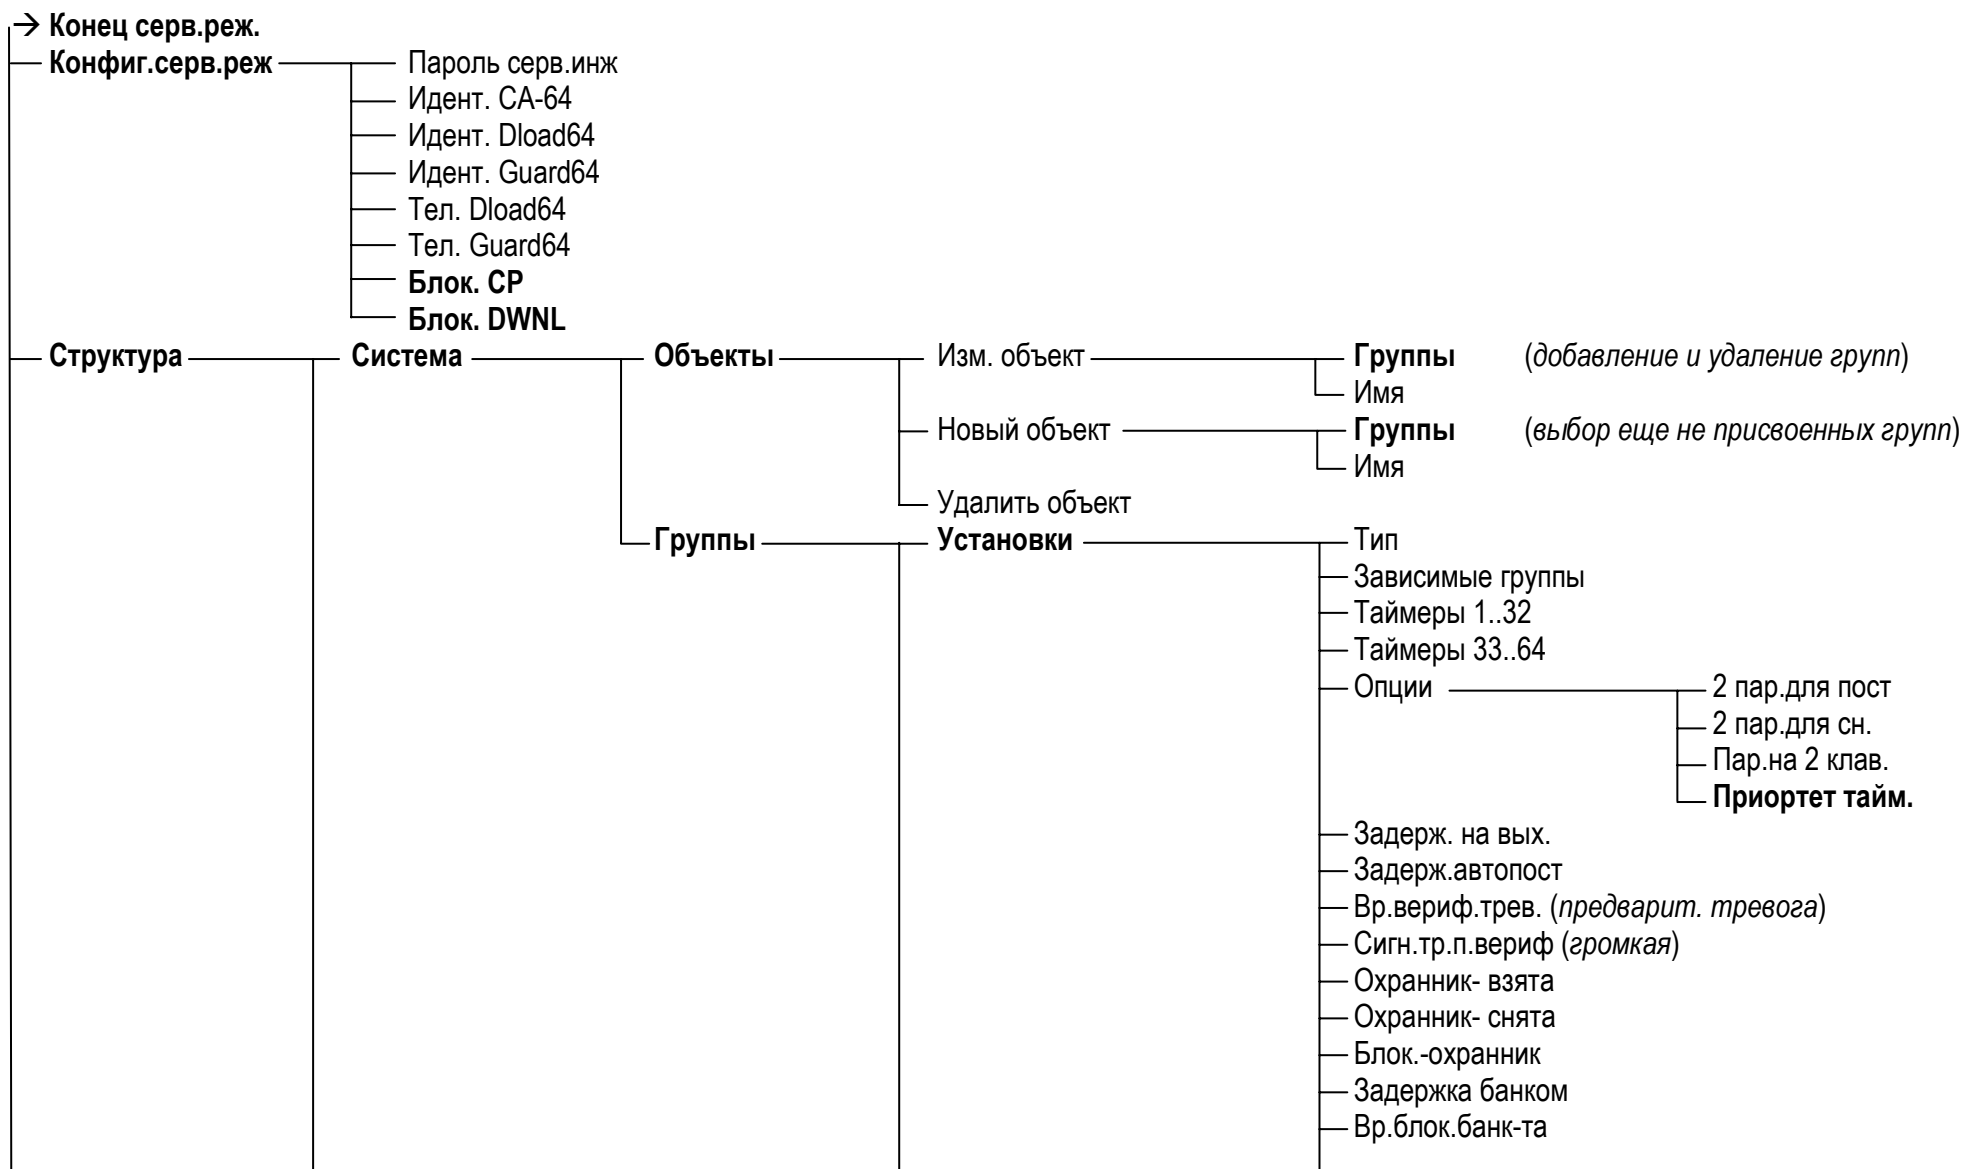 → Конец серв.реж.
Конфиг.серв.реж Пароль серв.инж
Идент. CA-64
Идент. Dload64
Идент. Guard64
Тел. Dload64
Тел. Guard64
Блок. CP
Блок. DWNL
Структура Система Объекты Изм. объект Группы (добавление и удаление групп)
Имя
Новый объект Группы (выбор еще не присвоенных групп)
Имя
Удалить объект
Группы Установки Тип
Зависимые группы
Таймеры 1..32
Таймеры 33..64
Опции 2 пар.для пост
2 пар.для сн.
Пар.на 2 клав.
Приортет тайм.
Задерж. на вых.
Задерж.автопост
Вр.вериф.трев. (предварит. тревога)
Сигн.тр.п.вериф (громкая)
Охранник- взята
Охранник- снята
Блок.-охранник
Задержка банком
Вр.блок.банк-та